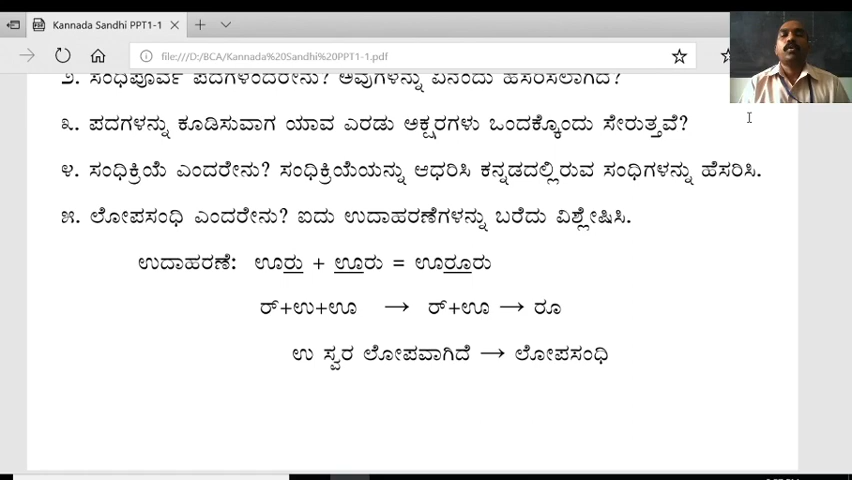 Kannada Sandhi PPT1-1
file:///D:/BCA/Kannada%20Sandhi%20PPT1-1.pdf
೨. ಸಂಧಿಪೂರ್ವ ಪದಗಳೆಂದರೇನು? ಅವುಗಳನ್ನು ಏನೆಂದು ಹೆಸರಿಸಲಾಗಿದೆ?
೩. ಪದಗಳನ್ನು ಕೂಡಿಸುವಾಗ ಯಾವ ಎರಡು ಅಕ್ಷರಗಳು ಒಂದಕ್ಕೊಂದು ಸೇರುತ್ತವೆ?
೪. ಸಂಧಿಕ್ರಿಯೆ ಎಂದರೇನು? ಸಂಧಿಕ್ರಿಯೆಯನ್ನು ಆಧರಿಸಿ ಕನ್ನಡದಲ್ಲಿರುವ ಸಂಧಿಗಳನ್ನು ಹೆಸರಿಸಿ.
೫. ಲೋಪಸಂಧಿ ಎಂದರೇನು? ಐದು ಉದಾಹರಣೆಗಳನ್ನು ಬರೆದು ವಿಶ್ಲೇಷಿಸಿ.
ಉದಾಹರಣೆ: ಊರು + ಊರು = ಊರೂರು
ರ್+ಉ+ಊ → ರ್+ಊ → ರೂ
ಉ ಸ್ವರ ಲೋಪವಾಗಿದೆ → ಲೋಪಸಂಧಿ